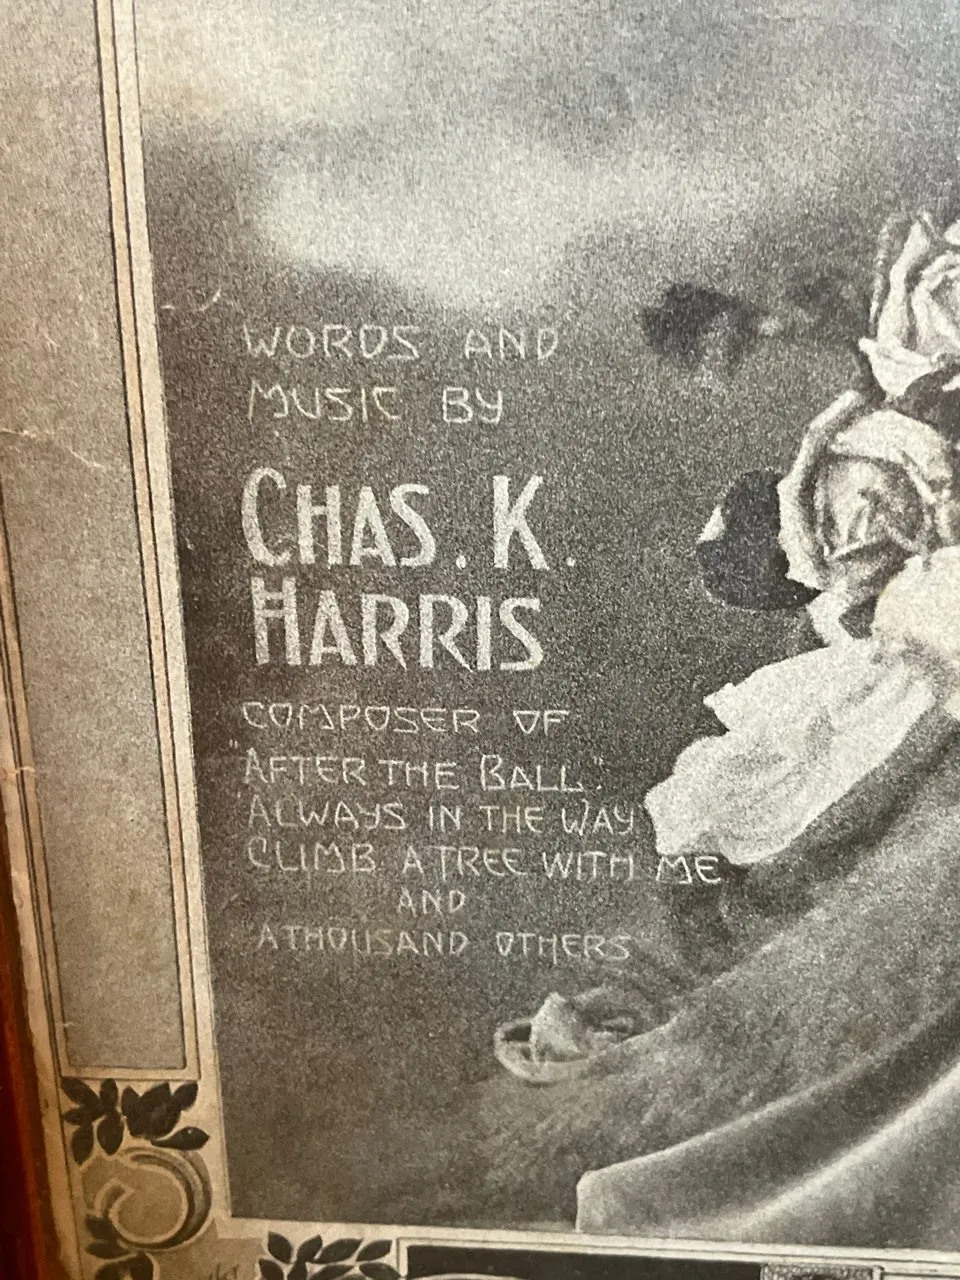 WORDS AND
MUSIC BY
CHAS. K.
HARRIS
COMPOSER OF
"AFTER THE BALL".
ALWAYS IN THE WAY
CLIMB A TREE WITH ME
AND
A THOUSAND OTHERS